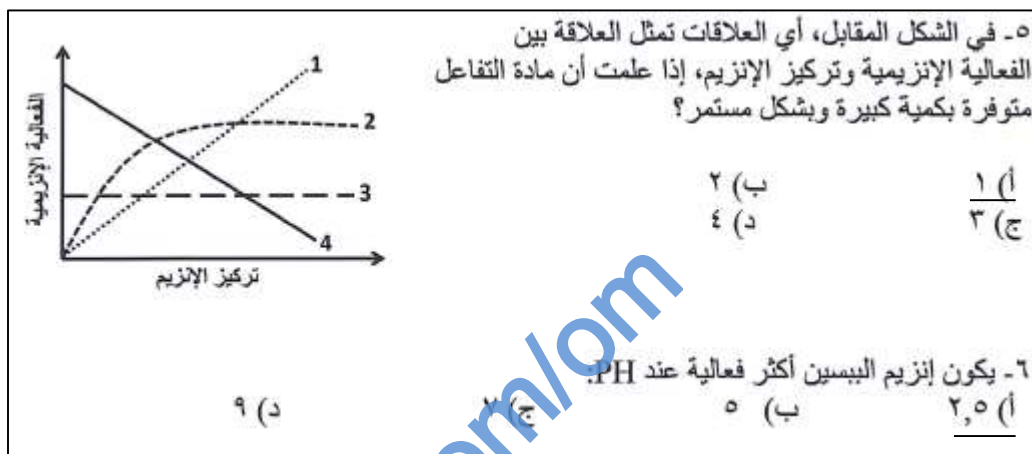 ٥- في الشكل المقابل، أي العلاقات تمثل العلاقة بين
الفعالية الإنزيمية وتركيز الإنزيم، إذا علمت أن مادة التفاعل
متوفرة بكمية كبيرة وبشكل مستمر؟
أ) ١ ب) ٢
ج) ٣ د) ٤
الفعالية الإنزيمية
1
2
3
4
تركيز الإنزيم
٦- يكون إنزيم الببسين أكثر فعالية عند PH:
أ) ٢,٥ ب) ٥ ج) ٧ د) ٩
m/om